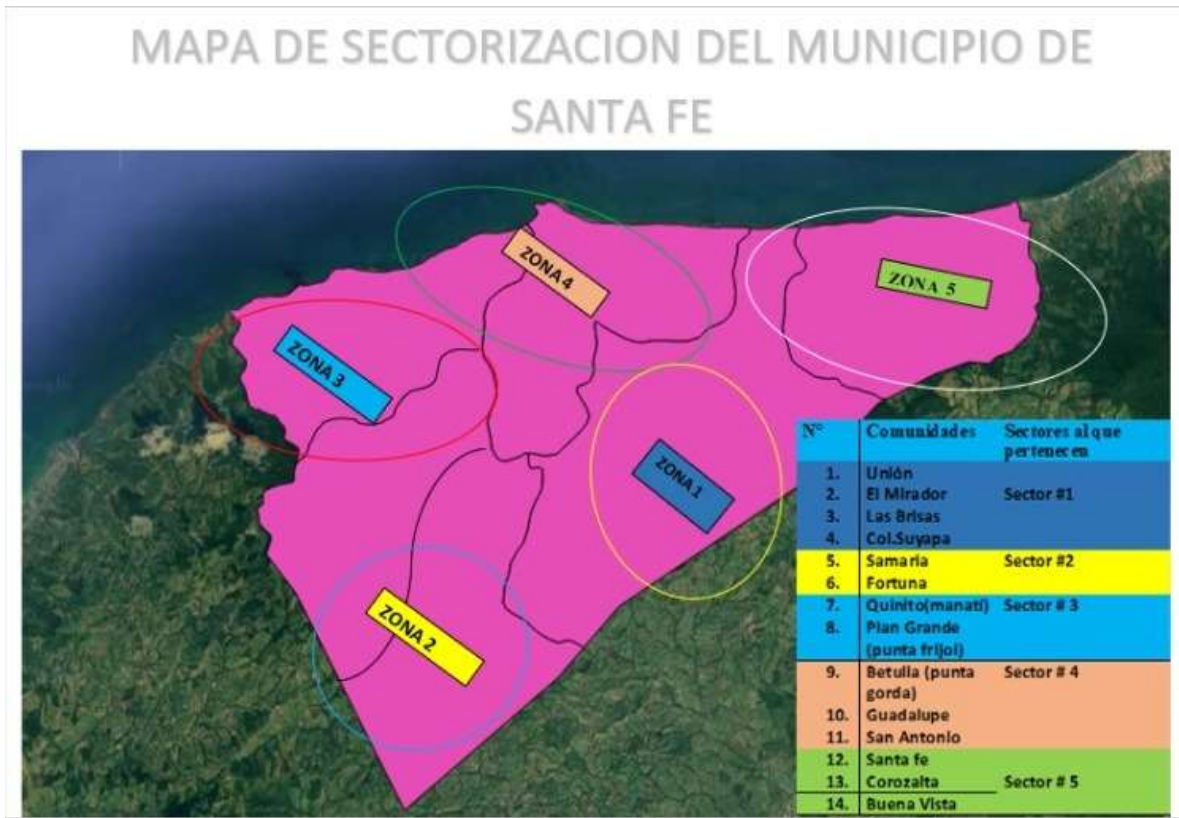 MAPA DE SECTORIZACION DEL MUNICIPIO DE
SANTA FE
ZONA 4
ZONA 5
ZONA 3
ZONA 1
ZONA 2
N° Comunidades Sectores al que
pertenecen
1. Unión
2. El Mirador Sector #1
3. Las Brisas
4. Col.Suyapa
5. Samaria Sector #2
6. Fortuna
7. Quinito(manatí) Sector # 3
8. Plan Grande
(punta frijol)
9. Betulia (punta Sector # 4
gorda)
10. Guadalupe
11. San Antonio
12. Santa fe
13. Corozalta Sector # 5
14. Buena Vista